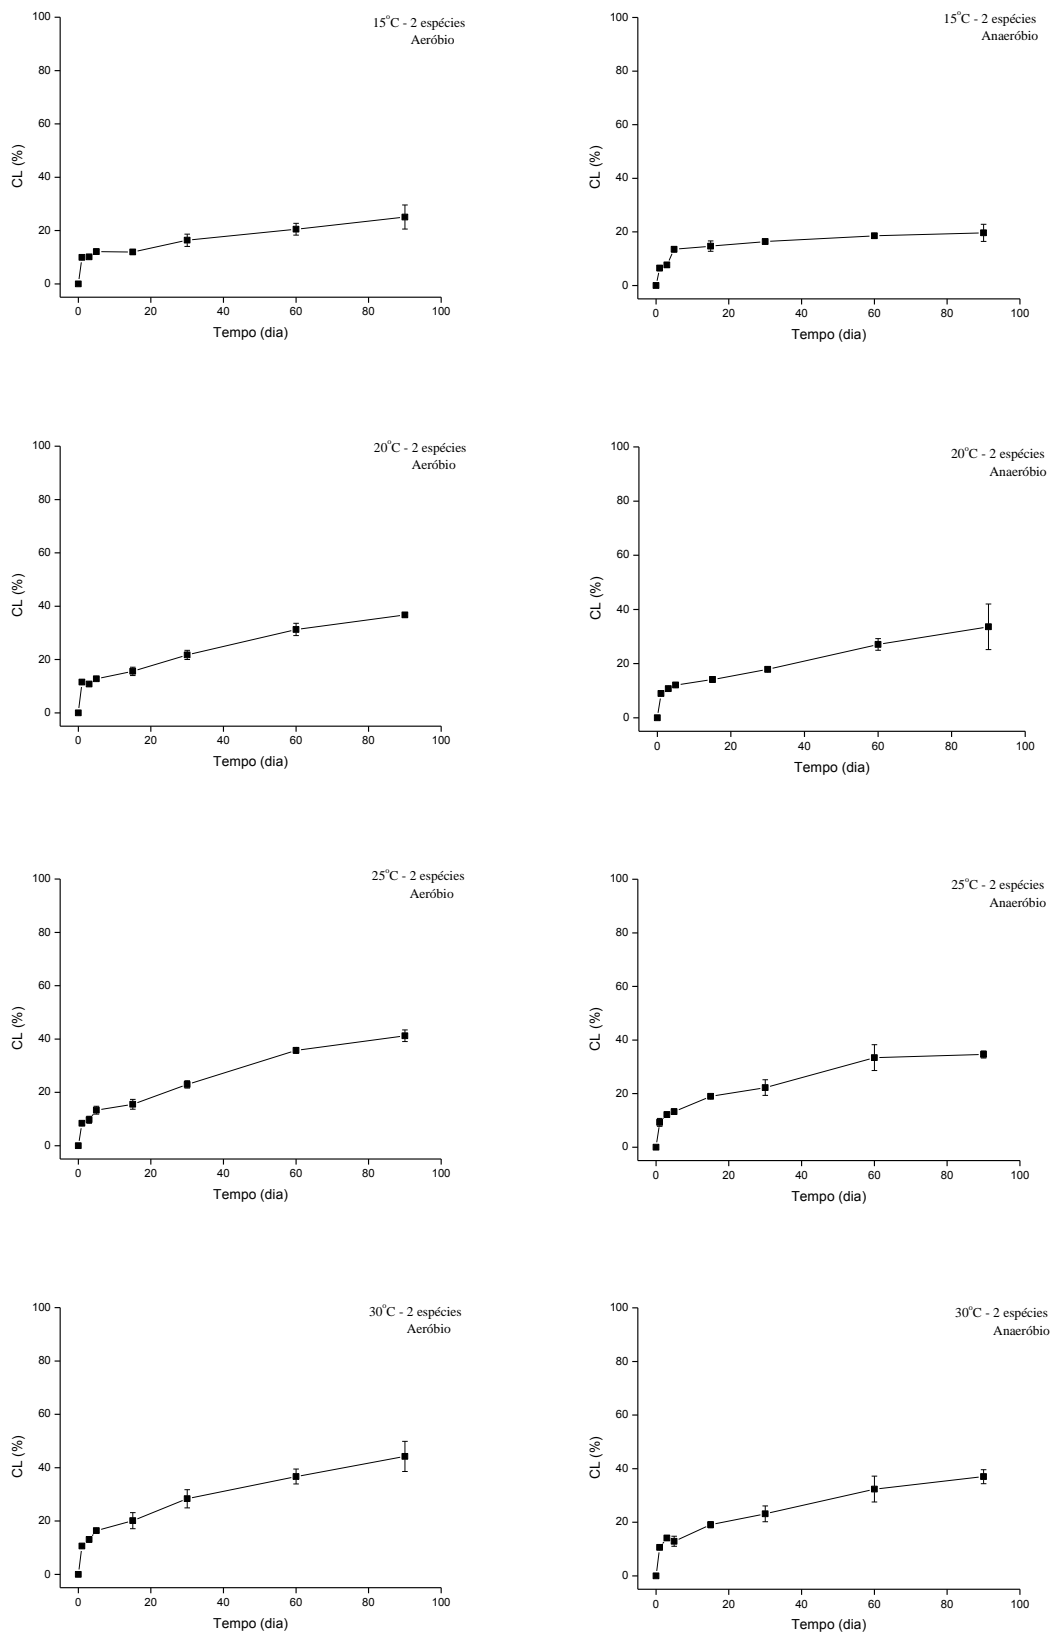 15°C - 2 espécies
Aeróbio
100
80
60
40
20
0
CL (%)
0 20 40 60 80 100
Tempo (dia)
15°C - 2 espécies
Anaeróbio
100
80
60
40
20
0
CL (%)
0 20 40 60 80 100
Tempo (dia)
20°C - 2 espécies
Aeróbio
100
80
60
40
20
0
CL (%)
0 20 40 60 80 100
Tempo (dia)
20°C - 2 espécies
Anaeróbio
100
80
60
40
20
0
CL (%)
0 20 40 60 80 100
Tempo (dia)
25°C - 2 espécies
Aeróbio
100
80
60
40
20
0
CL (%)
0 20 40 60 80 100
Tempo (dia)
25°C - 2 espécies
Anaeróbio
100
80
60
40
20
0
CL (%)
0 20 40 60 80 100
Tempo (dia)
30°C - 2 espécies
Aeróbio
100
80
60
40
20
0
CL (%)
0 20 40 60 80 100
Tempo (dia)
30°C - 2 espécies
Anaeróbio
100
80
60
40
20
0
CL (%)
0 20 40 60 80 100
Tempo (dia)